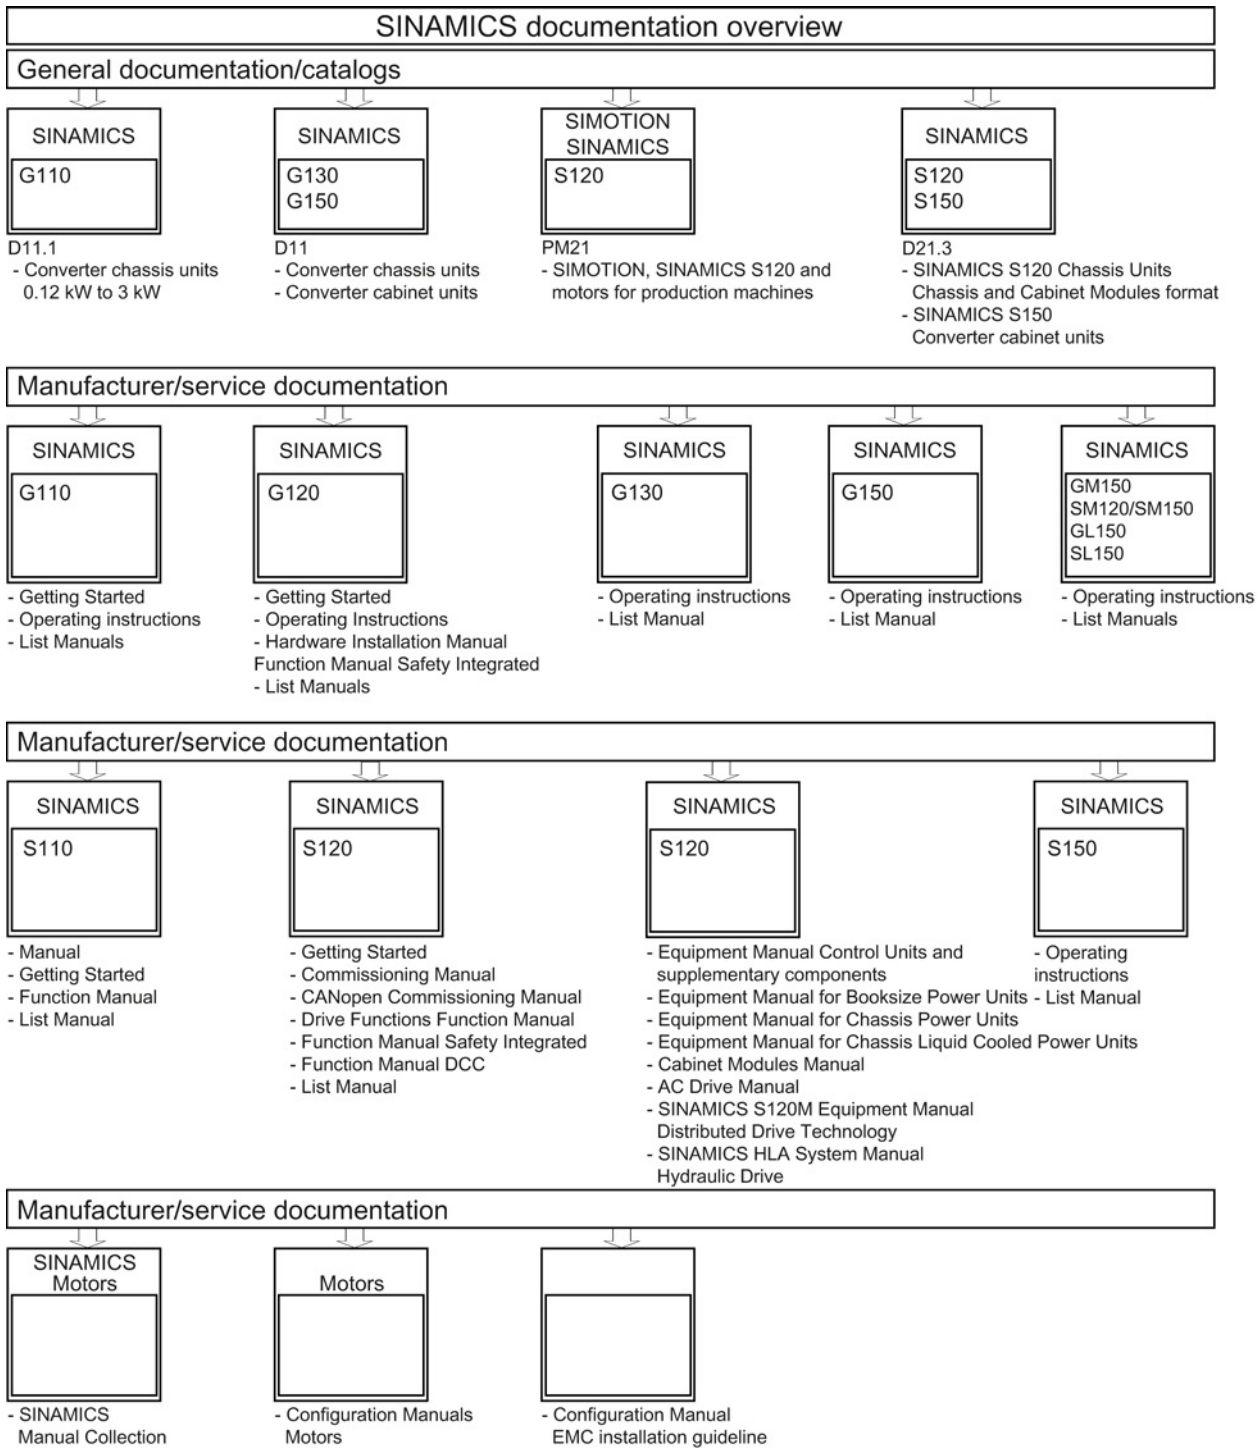 SINAMICS documentation overview
General documentation/catalogs
SINAMICS
G110
D11.1
- Converter chassis units
0.12 kW to 3 kW
SINAMICS
G130
G150
D11
- Converter chassis units
- Converter cabinet units
SIMOTION
SINAMICS
S120
PM21
- SIMOTION, SINAMICS S120 and
motors for production machines
SINAMICS
S120
S150
D21.3
- SINAMICS S120 Chassis Units
Chassis and Cabinet Modules format
- SINAMICS S150
Converter cabinet units
Manufacturer/service documentation
SINAMICS
G110
- Getting Started
- Operating instructions
- List Manuals
SINAMICS
G120
- Getting Started
- Operating Instructions
- Hardware Installation Manual
Function Manual Safety Integrated
- List Manuals
SINAMICS
G130
- Operating instructions
- List Manual
SINAMICS
G150
- Operating instructions
- List Manual
SINAMICS
GM150
SM120/SM150
GL150
SL150
- Operating instructions
- List Manuals
Manufacturer/service documentation
SINAMICS
S110
- Manual
- Getting Started
- Function Manual
- List Manual
SINAMICS
S120
- Getting Started
- Commissioning Manual
- CANopen Commissioning Manual
- Drive Functions Function Manual
- Function Manual Safety Integrated
- Function Manual DCC
- List Manual
SINAMICS
S120
- Equipment Manual Control Units and
supplementary components
- Equipment Manual for Booksize Power Units
- Equipment Manual for Chassis Power Units
- Equipment Manual for Chassis Liquid Cooled Power Units
- Cabinet Modules Manual
- AC Drive Manual
- SINAMICS S120M Equipment Manual
Distributed Drive Technology
- SINAMICS HLA System Manual
Hydraulic Drive
SINAMICS
S150
- Operating
instructions
- List Manual
Manufacturer/service documentation
SINAMICS
Motors
- SINAMICS
Manual Collection
Motors
- Configuration Manuals
Motors
- Configuration Manual
EMC installation guideline